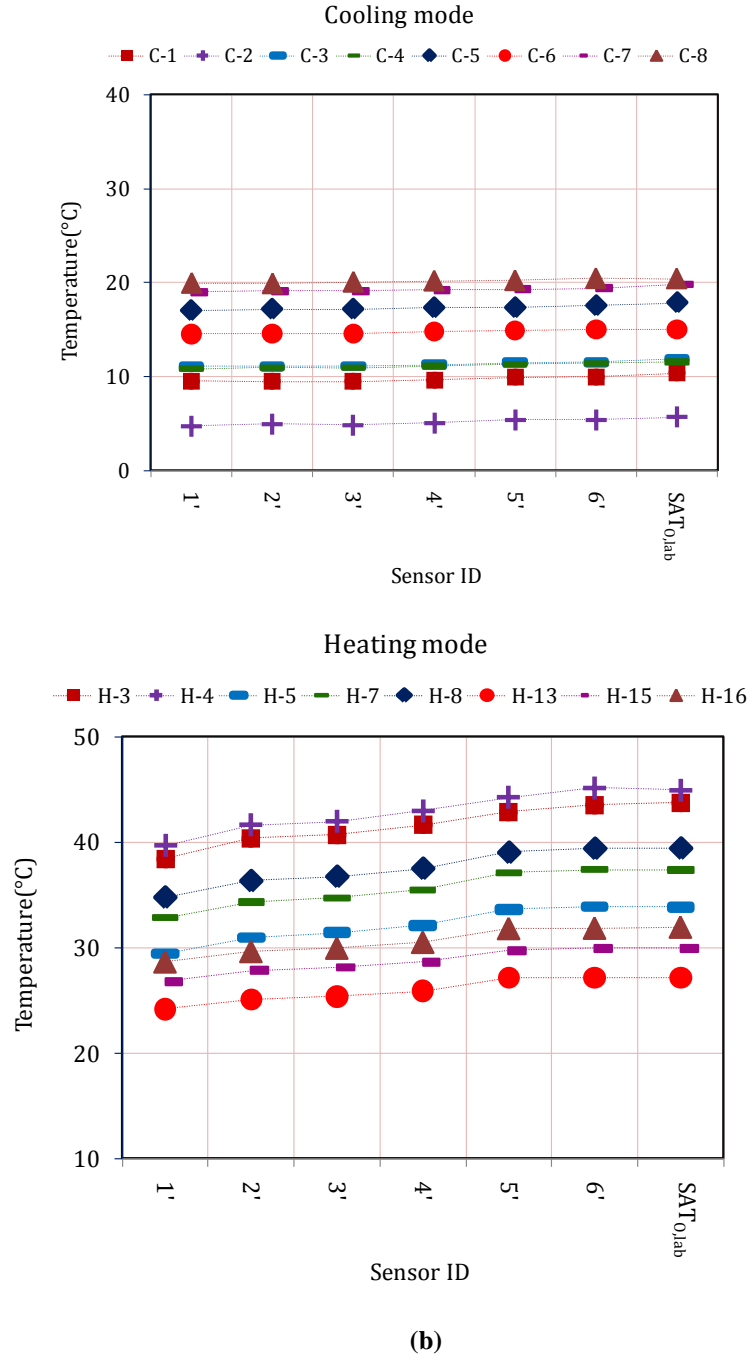 Cooling mode
C-1 C-2 C-3 C-4 C-5 C-6 C-7 C-8
40
30
20
10
0
Temperature(°C)
1' 2' 3' 4' 5' 6' SAT0,lab
Sensor ID
Heating mode
H-3 H-4 H-5 H-7 H-8 H-13 H-15 H-16
50
40
30
20
10
Temperature(°C)
1' 2' 3' 4' 5' 6' SAT0,lab
Sensor ID
(b)